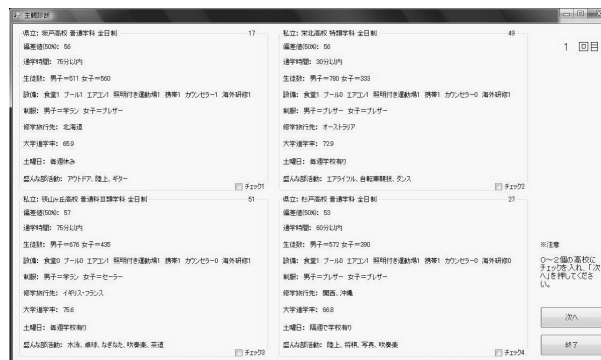 主観診断
県立: 坂戸高校 普通学科 全日制 17
偏差値(50%): 56
通学時間: 75分以内
生徒数: 男子=511 女子=560
設備: 食堂1 プール1 エアコン1 照明付き運動場1 携帯1 カウンセラー1 海外研修1
制服: 男子=学ラン 女子=ブレザー
修学旅行先: 北海道
大学進学率: 65.9
土曜日: 毎週休み
盛んな部活動: アウトドア、陸上、ギター
チェック1
私立: 栄北高校 特類学科 全日制 49
偏差値(50%): 56
通学時間: 30分以内
生徒数: 男子=780 女子=333
設備: 食堂1 プール0 エアコン1 照明付き運動場1 携帯1 カウンセラー0 海外研修1
制服: 男子=ブレザー 女子=ブレザー
修学旅行先: オーストラリア
大学進学率: 72.9
土曜日: 毎週学校有り
盛んな部活動: エアライフル、自転車競技、ダンス
チェック2
私立: 狭山ヶ丘高校 普通科Ⅲ類学科 全日制 51
偏差値(50%): 57
通学時間: 75分以内
生徒数: 男子=676 女子=435
設備: 食堂0 プール0 エアコン1 照明付き運動場1 携帯1 カウンセラー0 海外研修1
制服: 男子=学ラン 女子=セーラー
修学旅行先: イギリス・フランス
大学進学率: 75.6
土曜日: 毎週学校有り
盛んな部活動: 水泳、卓球、なぎなた、吹奏楽、茶道
チェック3
県立: 杉戸高校 普通学科 全日制 27
偏差値(50%): 53
通学時間: 60分以内
生徒数: 男子=572 女子=390
設備: 食堂0 プール1 エアコン1 照明付き運動場1 携帯1 カウンセラー1 海外研修0
制服: 男子=ブレザー 女子=ブレザー
修学旅行先: 関西、沖縄
大学進学率: 66.8
土曜日: 隔週で学校有り
盛んな部活動: 陸上、将棋、写真、吹奏楽
チェック4
1 回目
※注意
0～2個の高校に
チェックを入れ、「次
へ」を押してくださ
い。
次へ
終了